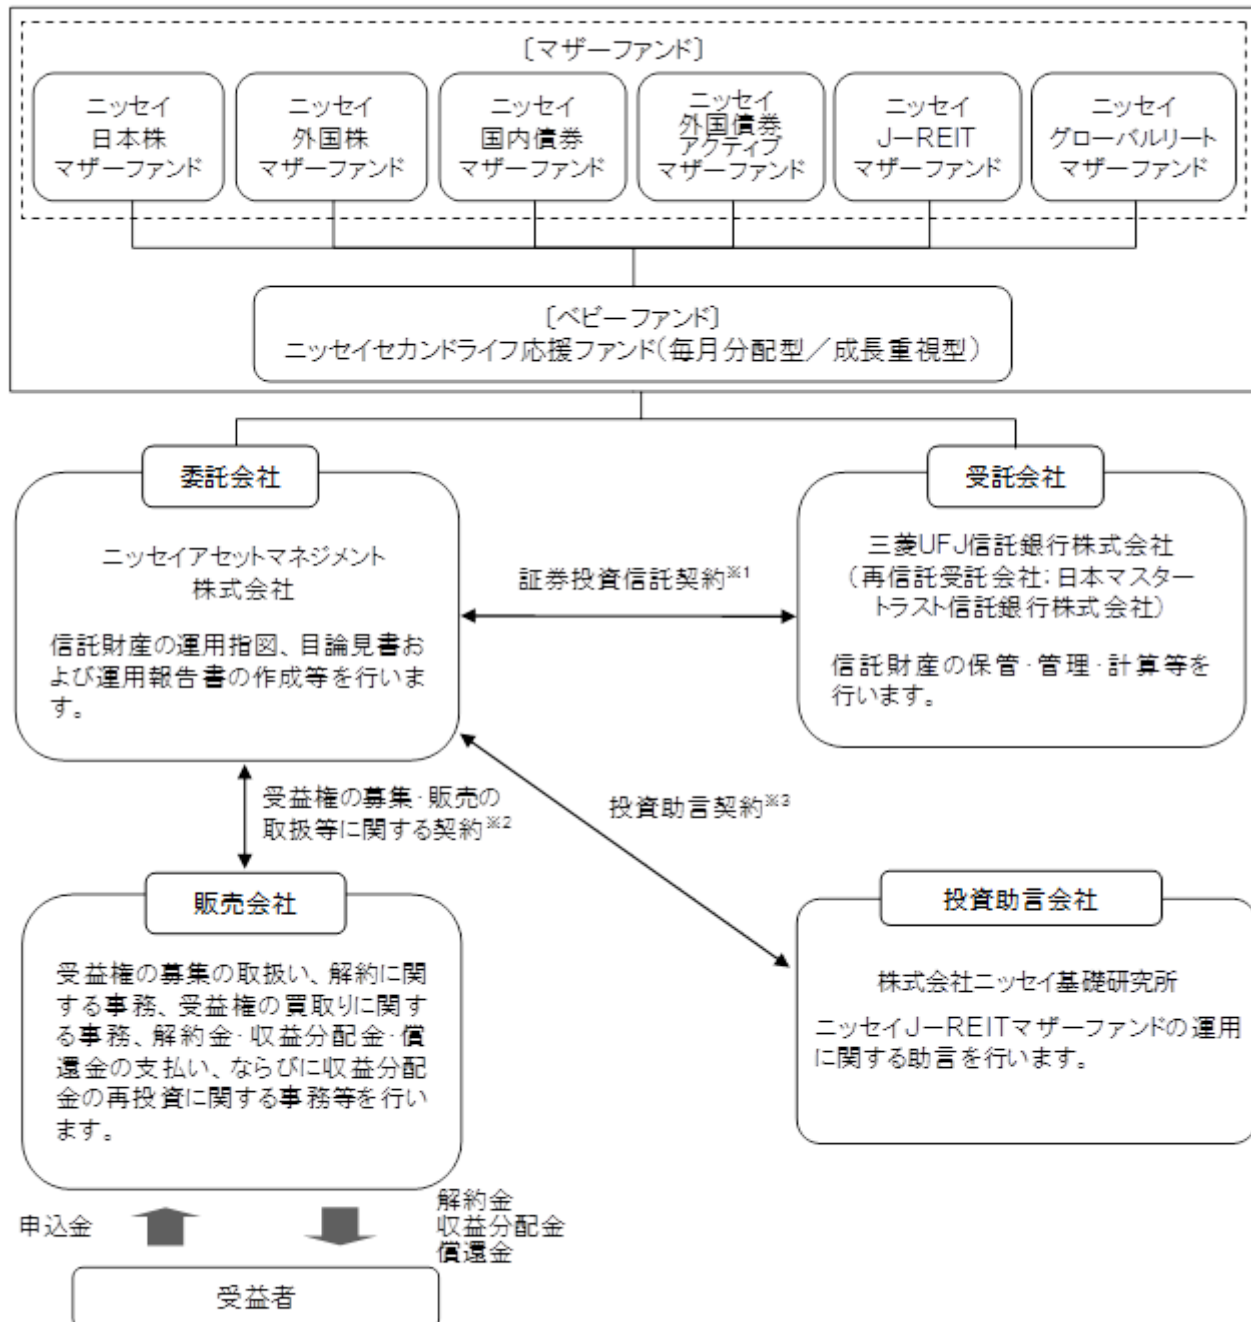 〔マザーファンド〕
ニッセイ
日本株
マザーファンド
ニッセイ
外国株
マザーファンド
ニッセイ
国内債券
マザーファンド
ニッセイ
外国債券
アクティブ
マザーファンド
ニッセイ
J－REIT
マザーファンド
ニッセイ
グローバルリート
マザーファンド
〔ベビーファンド〕
ニッセイセカンドライフ応援ファンド（毎月分配型／成長重視型）
委託会社
ニッセイアセットマネジメント
株式会社
信託財産の運用指図、目論見書お
よび運用報告書の作成等を行いま
す。
証券投資信託契約※1
受託会社
三菱UFJ信託銀行株式会社
（再信託受託会社：日本マスター
トラスト信託銀行株式会社）
信託財産の保管・管理・計算等を
行います。
受益権の募集・販売の
取扱等に関する契約※2
投資助言契約※3
販売会社
受益権の募集の取扱い、解約に関
する事務、受益権の買取りに関す
る事務、解約金・収益分配金・償
還金の支払い、ならびに収益分配
金の再投資に関する事務等を行い
ます。
投資助言会社
株式会社ニッセイ基礎研究所
ニッセイJ－REITマザーファンドの運用
に関する助言を行います。
申込金
解約金
収益分配金
償還金
受益者